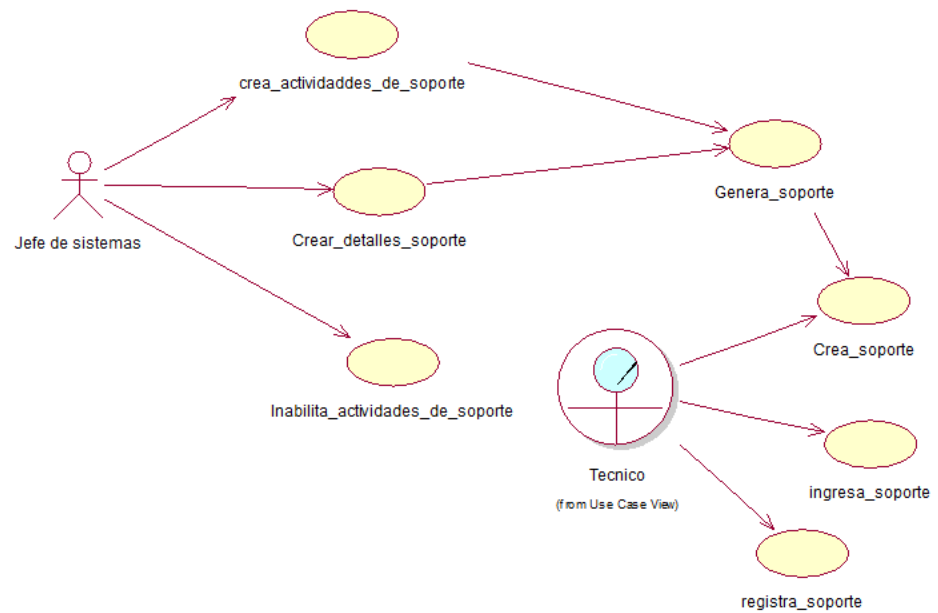 crea_actividaddes_de_soporte
Genera_soporte
Jefe de sistemas
Crear_detalles_soporte
Crea_soporte
Inabilita_actividades_de_soporte
Tecnico
(from Use Case View)
ingresa_soporte
registra_soporte